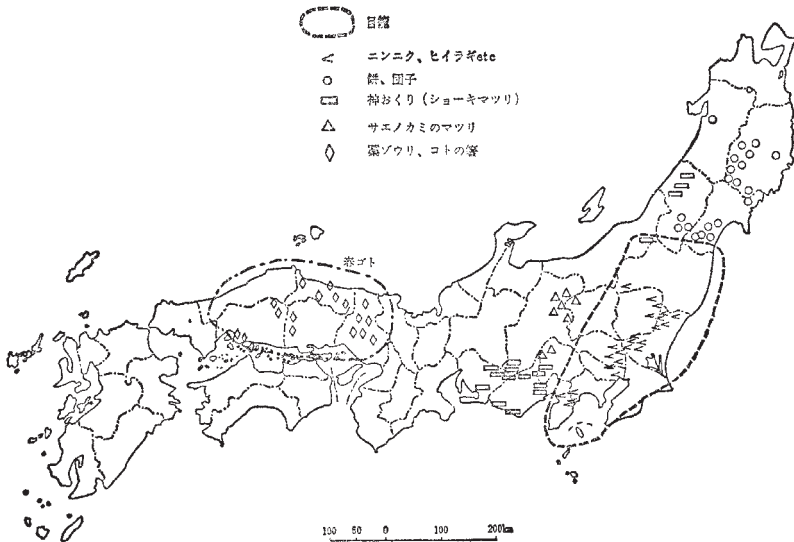 目籠
ニンニク、ヒイラギetc
餅、団子
神おくり（ショーキマツリ）
サエノカミのマツリ
藁ゾウリ、コトの箸
春ゴト
100 50 0 100 200km